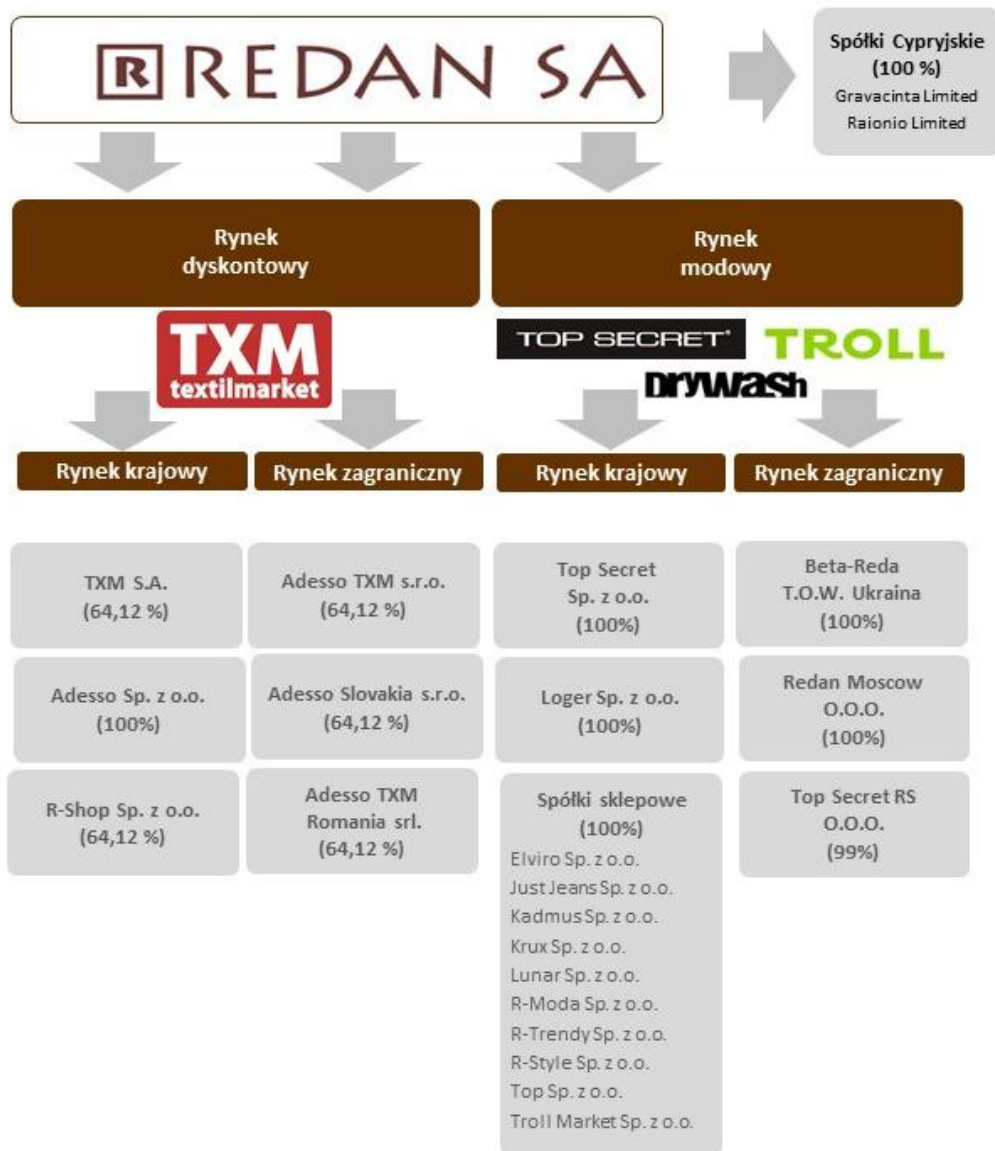 R REDAN SA
Spółki Cypryjskie
(100 %)
Gravacinta Limited
Raionio Limited
Rynek
dyskontowy
Rynek
modowy
TXM
textilmarket
TOP SECRET®
TROLL
DRYWASH
Rynek krajowy
Rynek zagraniczny
Rynek krajowy
Rynek zagraniczny
TXM S.A.
(64,12 %)
Adesso Sp. z o.o.
(100%)
R-Shop Sp. z o.o.
(64,12 %)
Adesso TXM s.r.o.
(64,12 %)
Adesso Slovakia s.r.o.
(64,12 %)
Adesso TXM
Romania srl.
(64,12 %)
Top Secret
Sp. z o.o.
(100%)
Loger Sp. z o.o.
(100%)
Spółki sklepowe
(100%)
Elviro Sp. z o.o.
Just Jeans Sp. z o.o.
Kadmus Sp. z o.o.
Krux Sp. z o.o.
Lunar Sp. z o.o.
R-Moda Sp. z o.o.
R-Trendy Sp. z o.o.
R-Style Sp. z o.o.
Top Sp. z o.o.
Troll Market Sp. z o.o.
Beta-Reda
T.O.W. Ukraina
(100%)
Redan Moscow
O.O.O.
(100%)
Top Secret RS
O.O.O.
(99%)